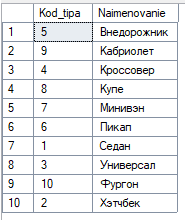 Kod_tipa Naimenovanie
1 5 Внедорожник
2 9 Кабриолет
3 4 Кроссовер
4 8 Купе
5 7 Минивэн
6 6 Пикап
7 1 Седан
8 3 Универсал
9 10 Фургон
10 2 Хэтчбек